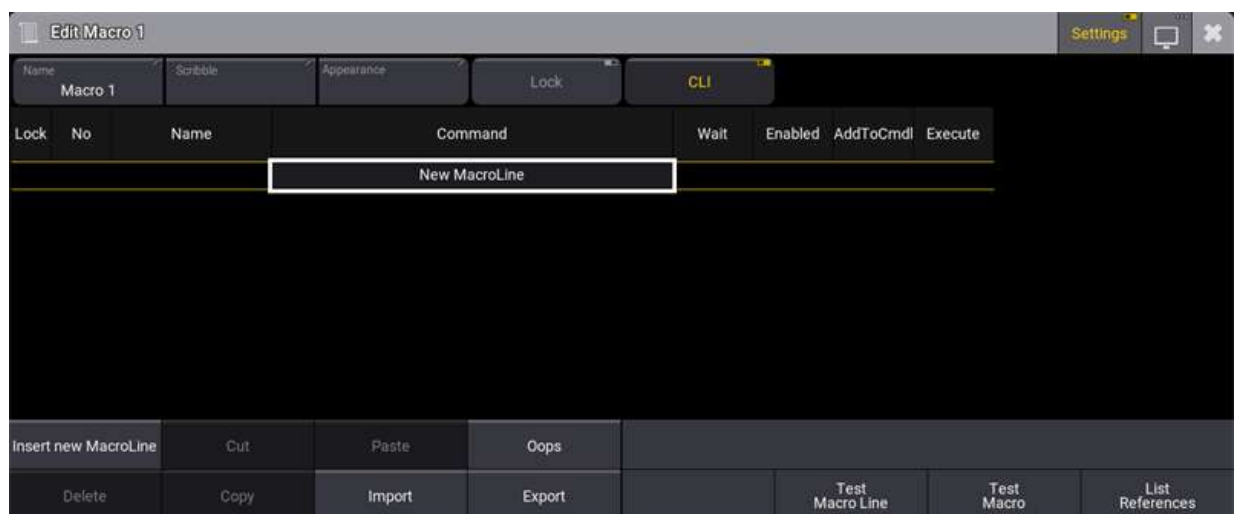 Edit Macro 1
Settings
Name
Macro 1
Scribble
Appearance
Lock
CLI
Lock No Name Command Wait Enabled AddToCmdl Execute
New MacroLine
Insert new MacroLine Cut Paste Oops
Delete Copy Import Export
Test
Macro Line
Test
Macro
List
References